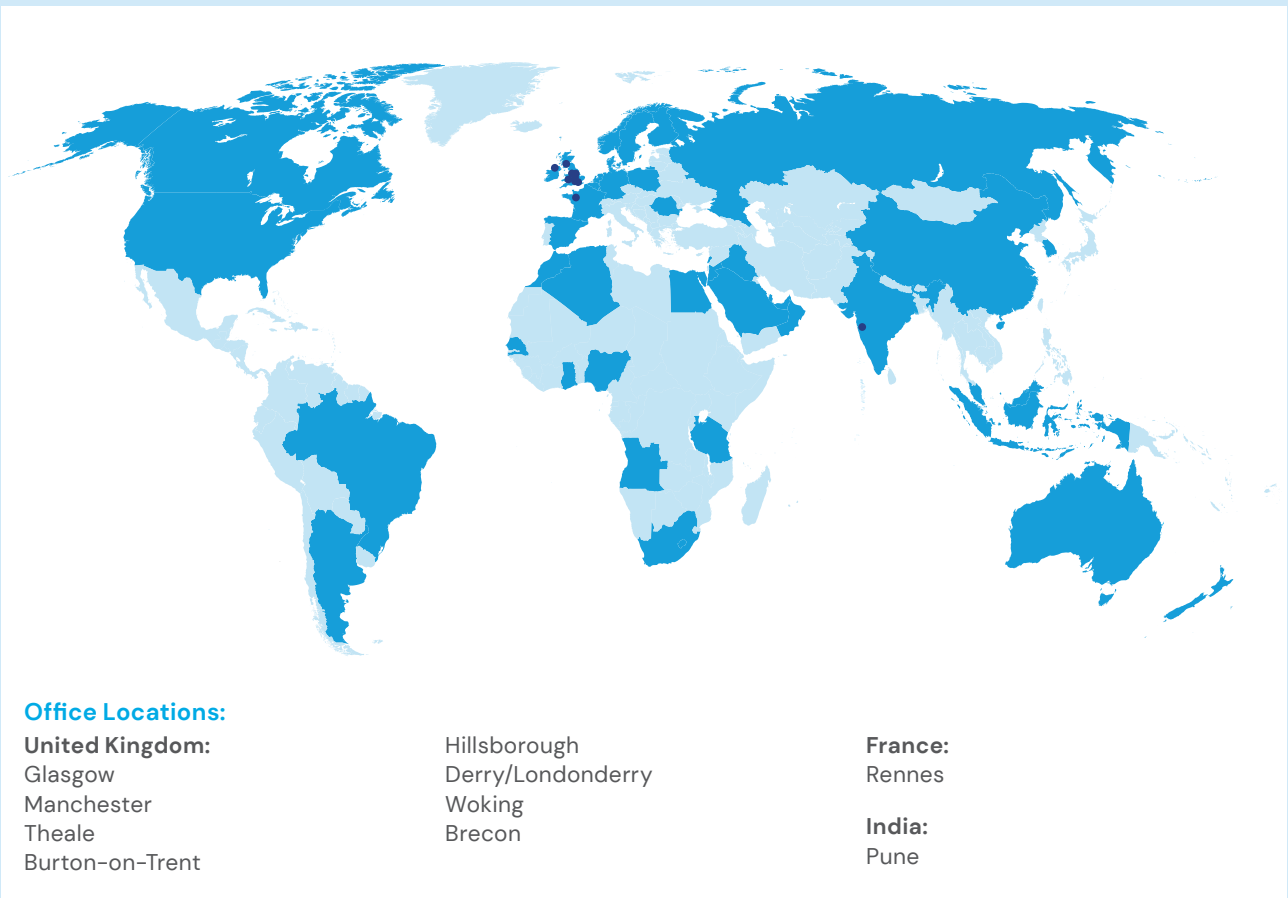 Office Locations:
United Kingdom:
Glasgow
Manchester
Theale
Burton-on-Trent
Hillsborough
Derry/Londonderry
Woking
Brecon
France:
Rennes
India:
Pune